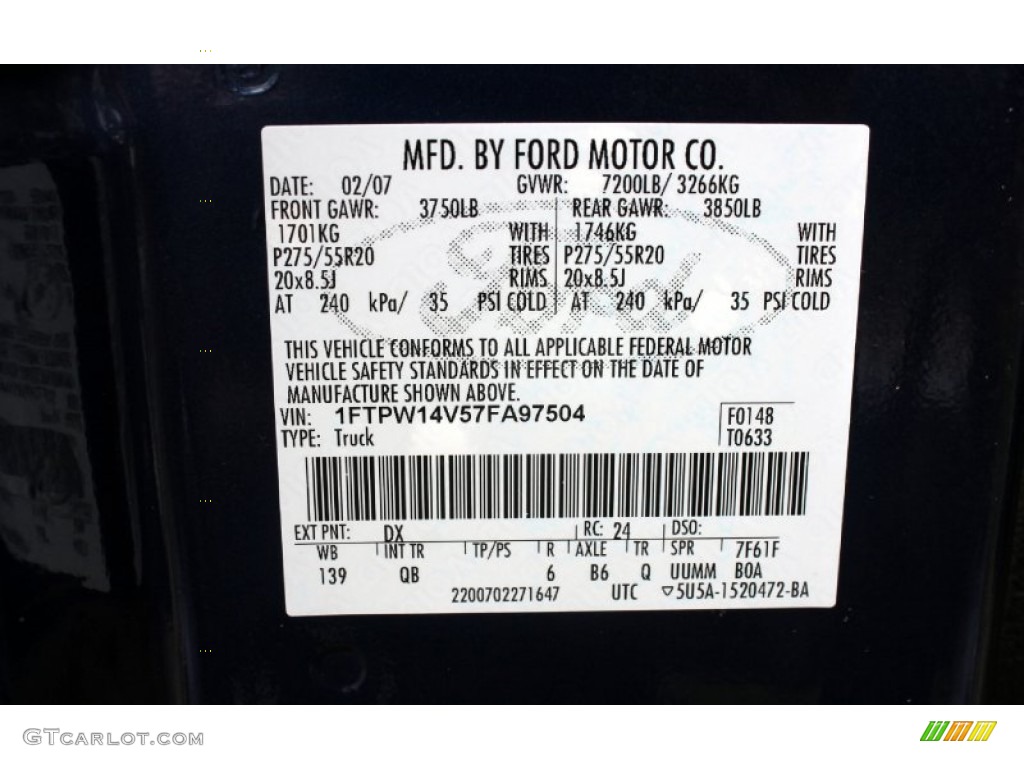 MFD. BY FORD MOTOR CO.
DATE: 02/07 GVWR: 7200LB/ 3266KG
FRONT GAWR: 3750LB REAR GAWR: 3850LB
1701KG WITH 1746KG WITH
P275/55R20 TIRES P275/55R20 TIRES
20x8.5J RIMS 20x8.5J RIMS
AT 240 kPa/ 35 PSI COLD AT 240 kPa/ 35 PSI COLD
Ford
THIS VEHICLE CONFORMS TO ALL APPLICABLE FEDERAL MOTOR
VEHICLE SAFETY STANDARDS IN EFFECT ON THE DATE OF
MANUFACTURE SHOWN ABOVE.
VIN: 1FTPW14V57FA97504 F0148
TYPE: Truck T0633
EXT PNT: DX RC: 24 DSO:
WB INT TR TP/PS R AXLE TR SPR 7F61F
139 QB 6 B6 Q UUMM BOA
2200702271647 UTC ▽5U5A-1520472-BA
GTCARLOT.COM